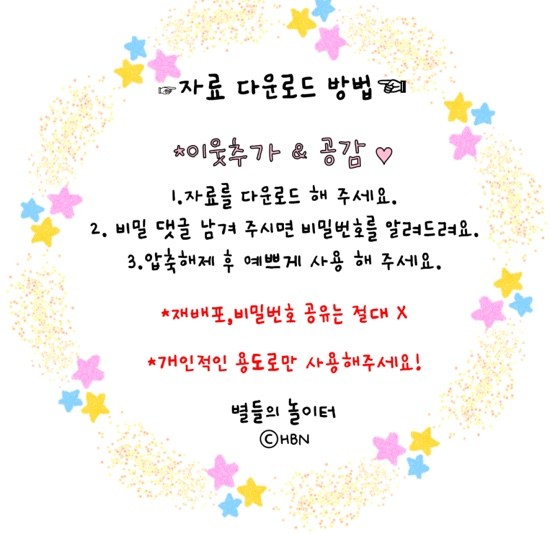 ☞자료 다운로드 방법☜
*이웃추가 & 공감 ♡
1.자료를 다운로드 해 주세요.
2. 비밀 댓글 남겨 주시면 비밀번호를 알려드려요.
3.압축해제 후 예쁘게 사용 해 주세요.
*재배포,비밀번호 공유는 절대 X
*개인적인 용도로만 사용해주세요!
별들의 놀이터
ⓒHBN